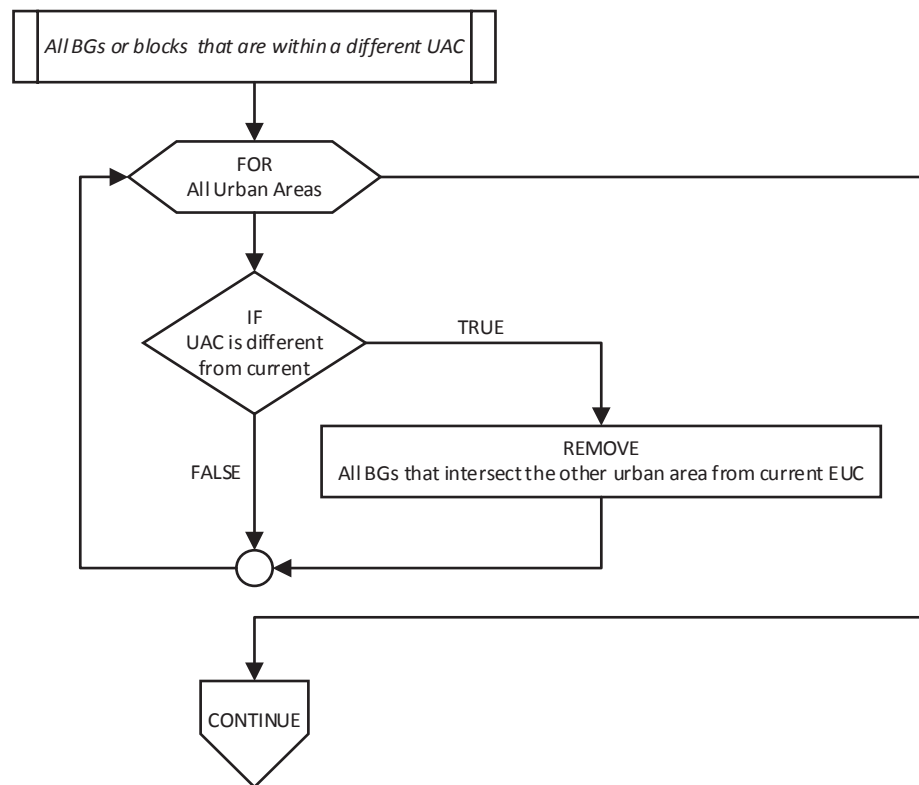 All BGs or blocks that are within a different UAC
FOR
All Urban Areas
IF
UAC is different
from current
TRUE
REMOVE
All BGs that intersect the other urban area from current EUC
FALSE
CONTINUE